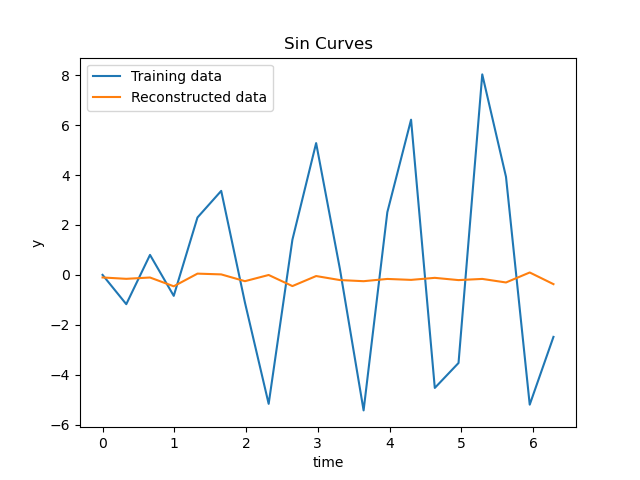 Sin Curves
Training data
Reconstructed data
y
8
6
4
2
0
−2
−4
−6
0 1 2 3 4 5 6
time